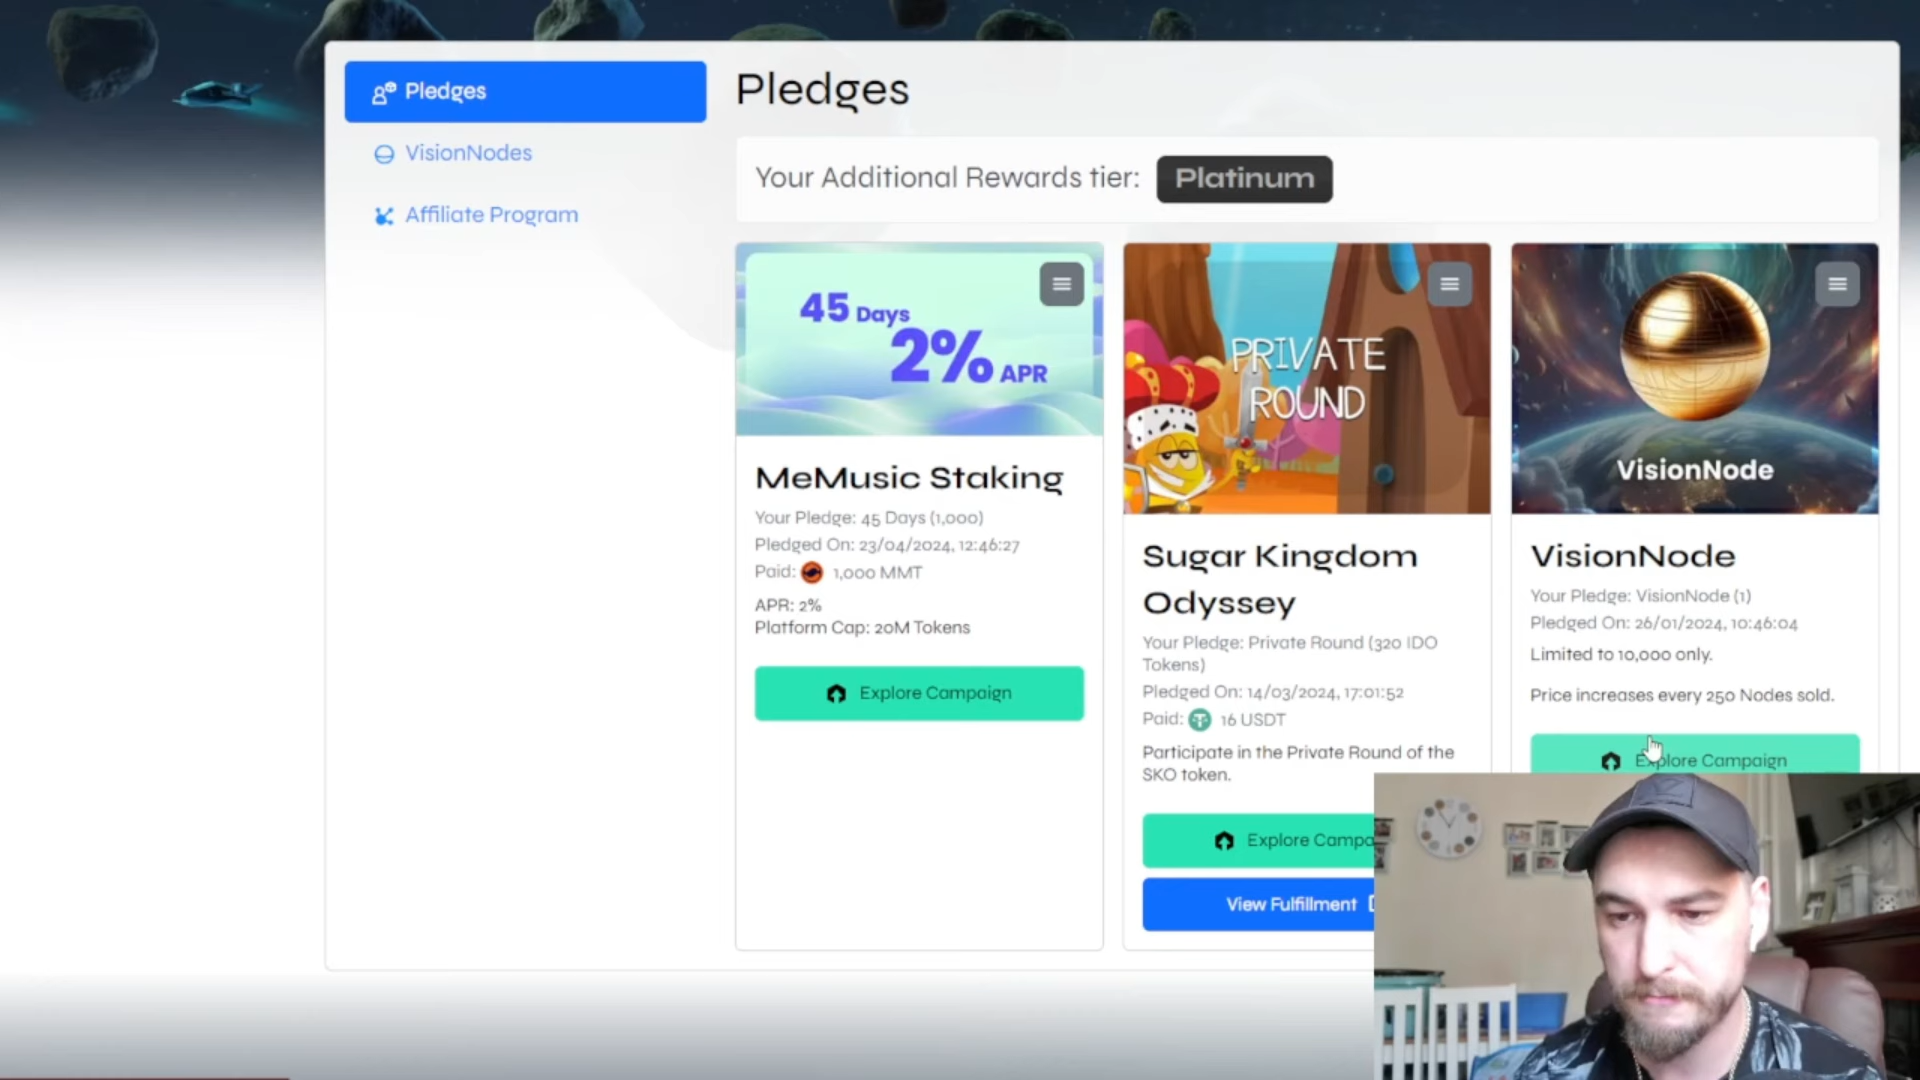 Pledges
VisionNodes
Affiliate Program
Pledges
Your Additional Rewards tier: Platinum
45 Days
2% APR
MeMusic Staking
Your Pledge: 45 Days (1,000)
Pledged On: 23/04/2024, 12:46:27
Paid: 1,000 MMT
APR: 2%
Platform Cap: 20M Tokens
Explore Campaign
PRIVATE
ROUND
Sugar Kingdom
Odyssey
Your Pledge: Private Round (320 IDO
Tokens)
Pledged On: 14/03/2024, 17:01:52
Paid: 16 USDT
Participate in the Private Round of the
SKO token.
Explore Campa
View Fulfillment
VisionNode
VisionNode
Your Pledge: VisionNode (1)
Pledged On: 26/01/2024, 10:46:04
Limited to 10,000 only.
Price increases every 250 Nodes sold.
Explore Campaign